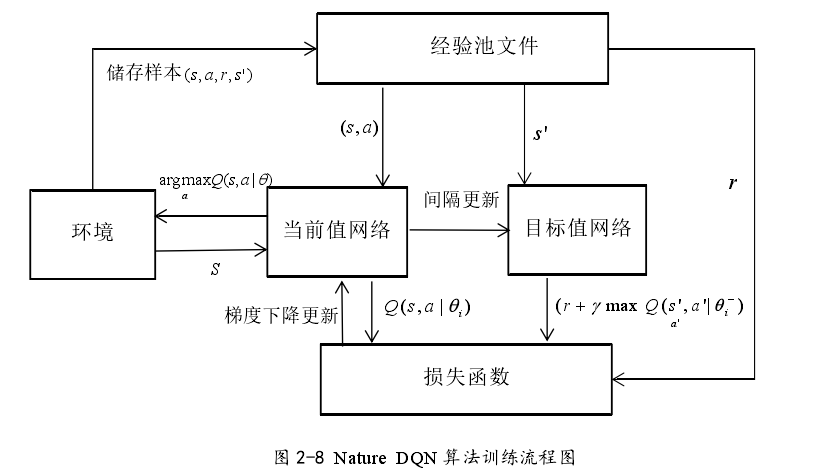 经验池文件
储存样本(s,a,r,s')
(s,a)
s'
r
argmaxQ(s,a|θ)
a
间隔更新
环境
当前值网络
目标值网络
S
梯度下降更新
Q(s,a|θi)
(r+γ max Q(s',a'|θi⁻)
a'
损失函数
图 2-8 Nature DQN 算法训练流程图